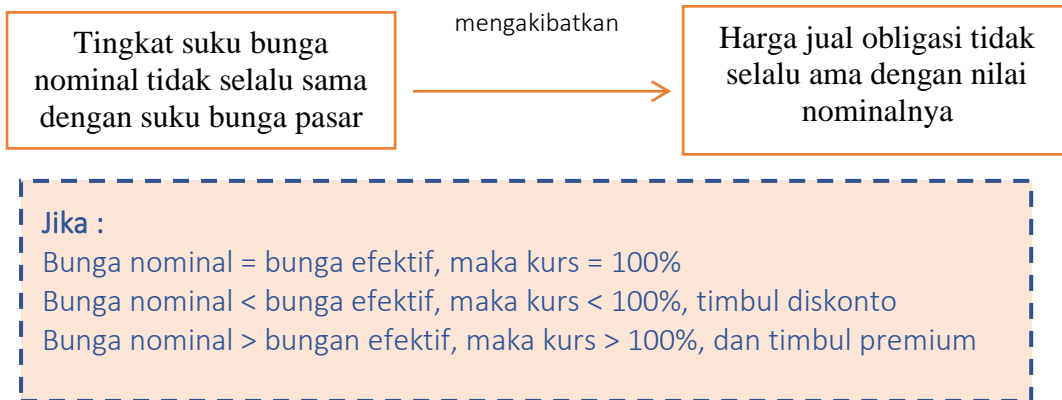 Tingkat suku bunga
nominal tidak selalu sama
dengan suku bunga pasar
mengakibatkan
Harga jual obligasi tidak
selalu ama dengan nilai
nominalnya
Jika :
Bunga nominal = bunga efektif, maka kurs = 100%
Bunga nominal < bunga efektif, maka kurs < 100%, timbul diskonto
Bunga nominal > bungan efektif, maka kurs > 100%, dan timbul premium